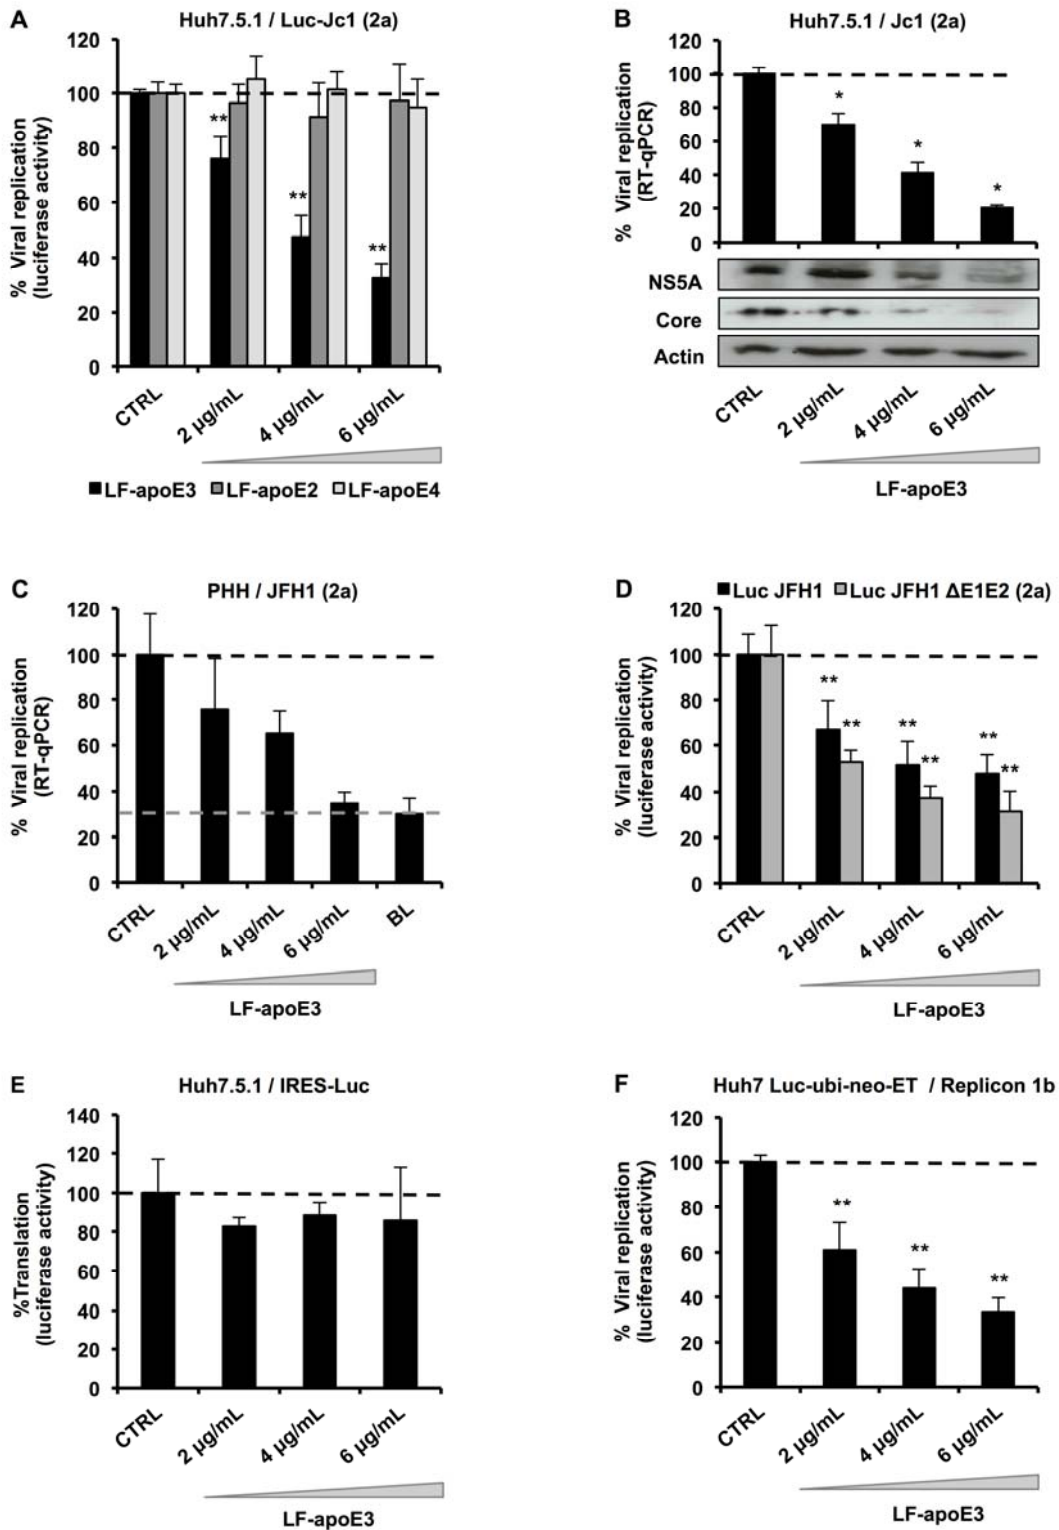 A
Huh7.5.1 / Luc-Jc1 (2a)
% Viral replication
(luciferase activity)
120
100
80
60
40
20
0
**
**
**
CTRL
2 µg/mL
4 µg/mL
6 µg/mL
LF-apoE3 LF-apoE2 LF-apoE4
B
Huh7.5.1 / Jc1 (2a)
% Viral replication
(RT-qPCR)
120
100
80
60
40
20
0
*
*
*
NS5A
Core
Actin
CTRL
2 µg/mL
4 µg/mL
6 µg/mL
LF-apoE3
C
PHH / JFH1 (2a)
% Viral replication
(RT-qPCR)
120
100
80
60
40
20
0
CTRL
2 µg/mL
4 µg/mL
6 µg/mL
BL
LF-apoE3
D
Luc JFH1 Luc JFH1 ΔE1E2 (2a)
% Viral replication
(luciferase activity)
120
100
80
60
40
20
0
**
**
**
**
**
**
CTRL
2 µg/mL
4 µg/mL
6 µg/mL
LF-apoE3
E
Huh7.5.1 / IRES-Luc
%Translation
(luciferase activity)
140
120
100
80
60
40
20
0
CTRL
2 µg/mL
4 µg/mL
6 µg/mL
LF-apoE3
F
Huh7 Luc-ubi-neo-ET / Replicon 1b
% Viral replication
(luciferase activity)
120
100
80
60
40
20
0
**
**
**
CTRL
2 µg/mL
4 µg/mL
6 µg/mL
LF-apoE3